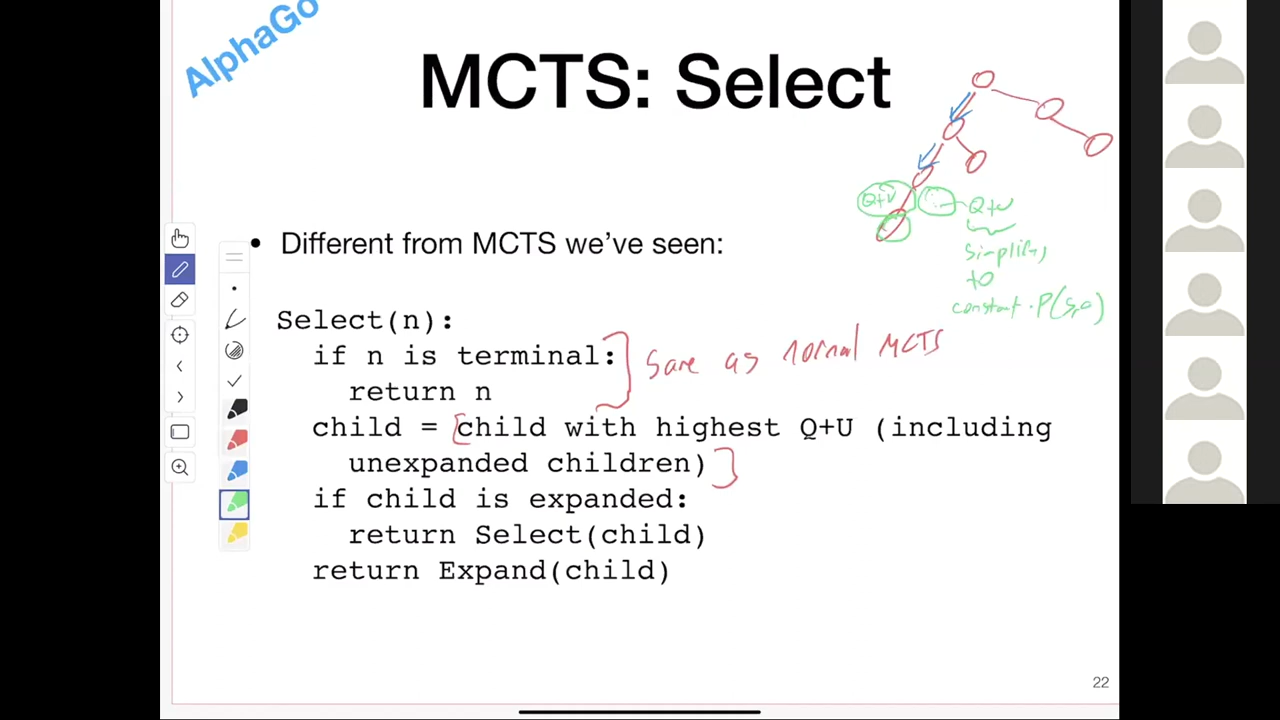 AlphaGo
MCTS: Select
Q+U
Q+U
simplify
to
constant · P(s,a)
• Different from MCTS we've seen:
Select(n):
if n is terminal:
return n
same as normal MCTS
child = child with highest Q+U (including
unexpanded children)
if child is expanded:
return Select(child)
return Expand(child)
22